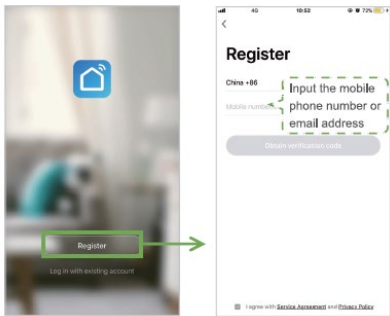 Register
Log in with existing account
4G 10:53 72%
Register
China +86
Mobile number
Input the mobile
phone number or
email address
Obtain verification code
I agree with Service Agreement and Privacy Policy